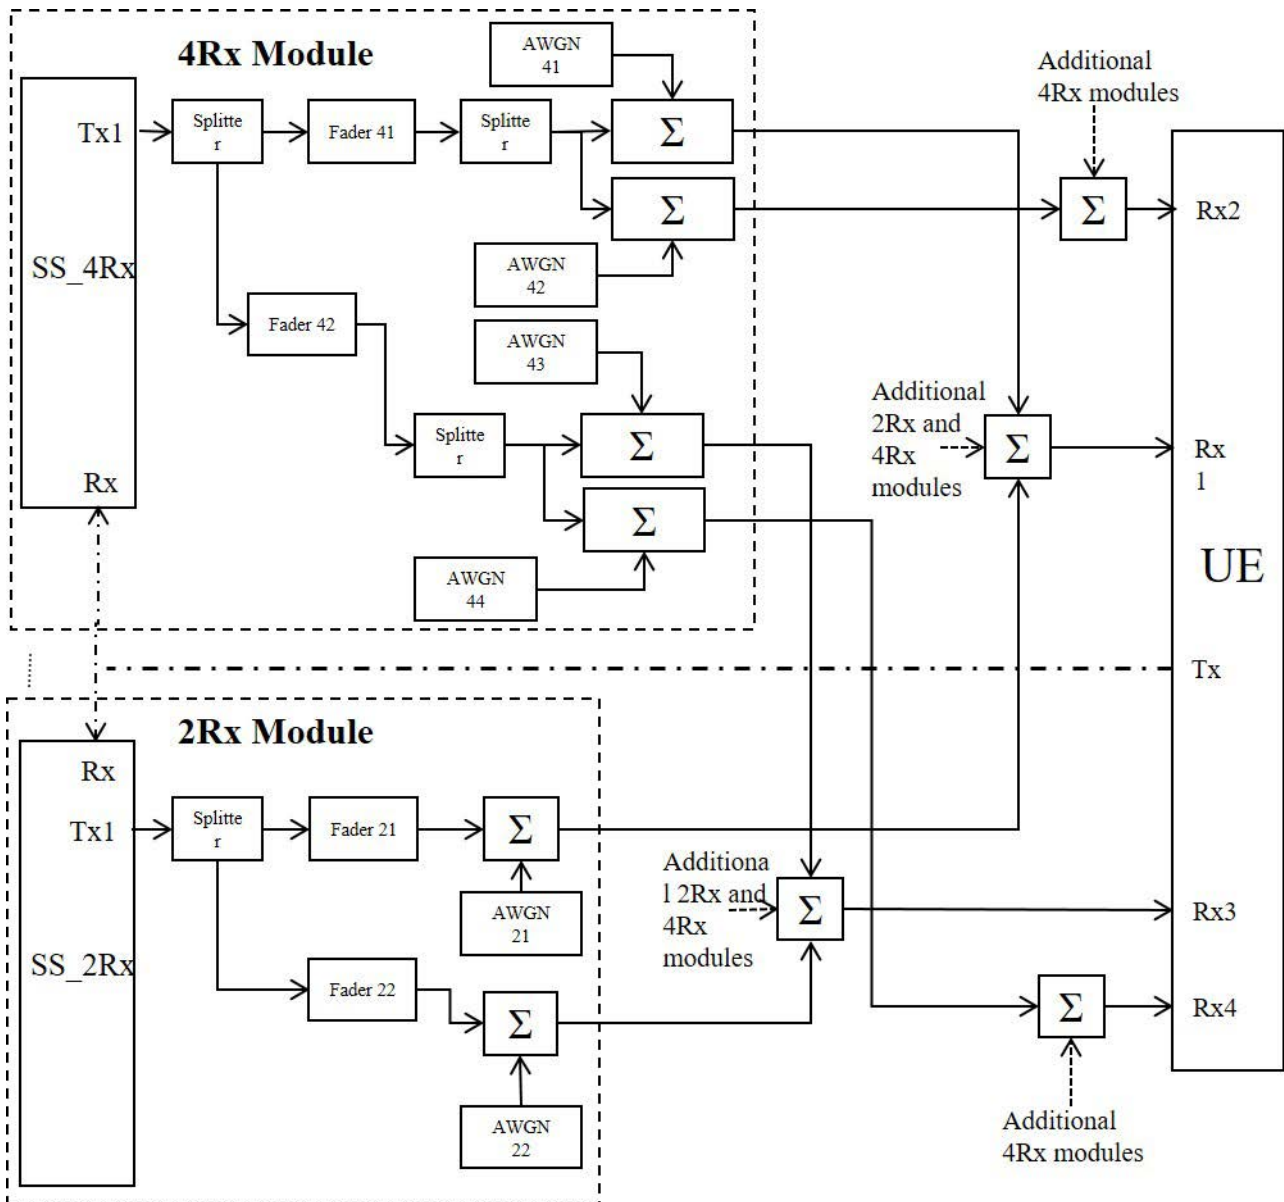 4Rx Module
AWGN
41
Additional
4Rx modules
Tx1
Splitte
r
Fader 41
Splitte
r
Σ
Σ
Σ
Rx2
SS_4Rx
AWGN
42
Fader 42
AWGN
43
Additional
2Rx and
4Rx
modules
Splitte
r
Σ
Σ
Rx
1
Rx
Σ
UE
AWGN
44
Tx
2Rx Module
Rx
Tx1
Splitte
r
Fader 21
Σ
Additiona
l 2Rx and
4Rx
modules
AWGN
21
Σ
Rx3
SS_2Rx
Fader 22
Σ
Σ
Rx4
AWGN
22
Additional
4Rx modules